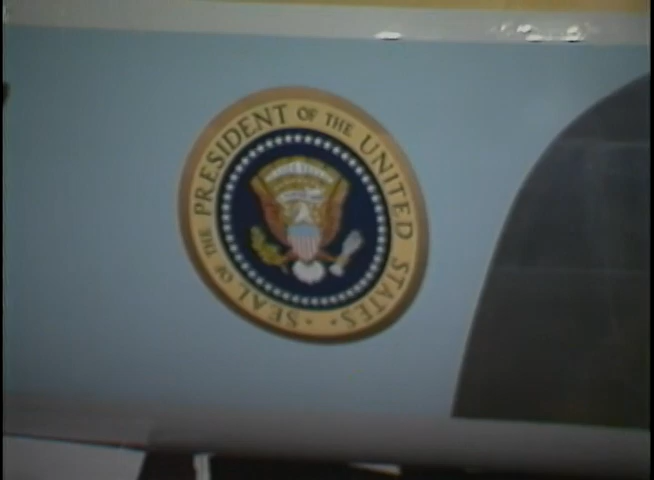 SEAL OF THE PRESIDENT OF THE UNITED STATES